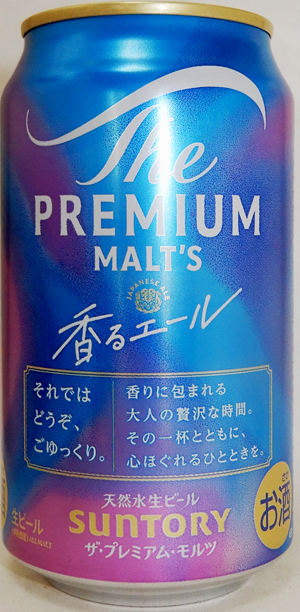 The
PREMIUM
MALT'S
JAPANESE ALE
香るエール
それでは
どうぞ、
ごゆっくり。
香りに包まれる
大人の贅沢な時間。
その一杯とともに、
心ほぐれるひとときを。
天然水生ビール
生ビール
SUNTORY
ザ・プレミアム・モルツ
お酒